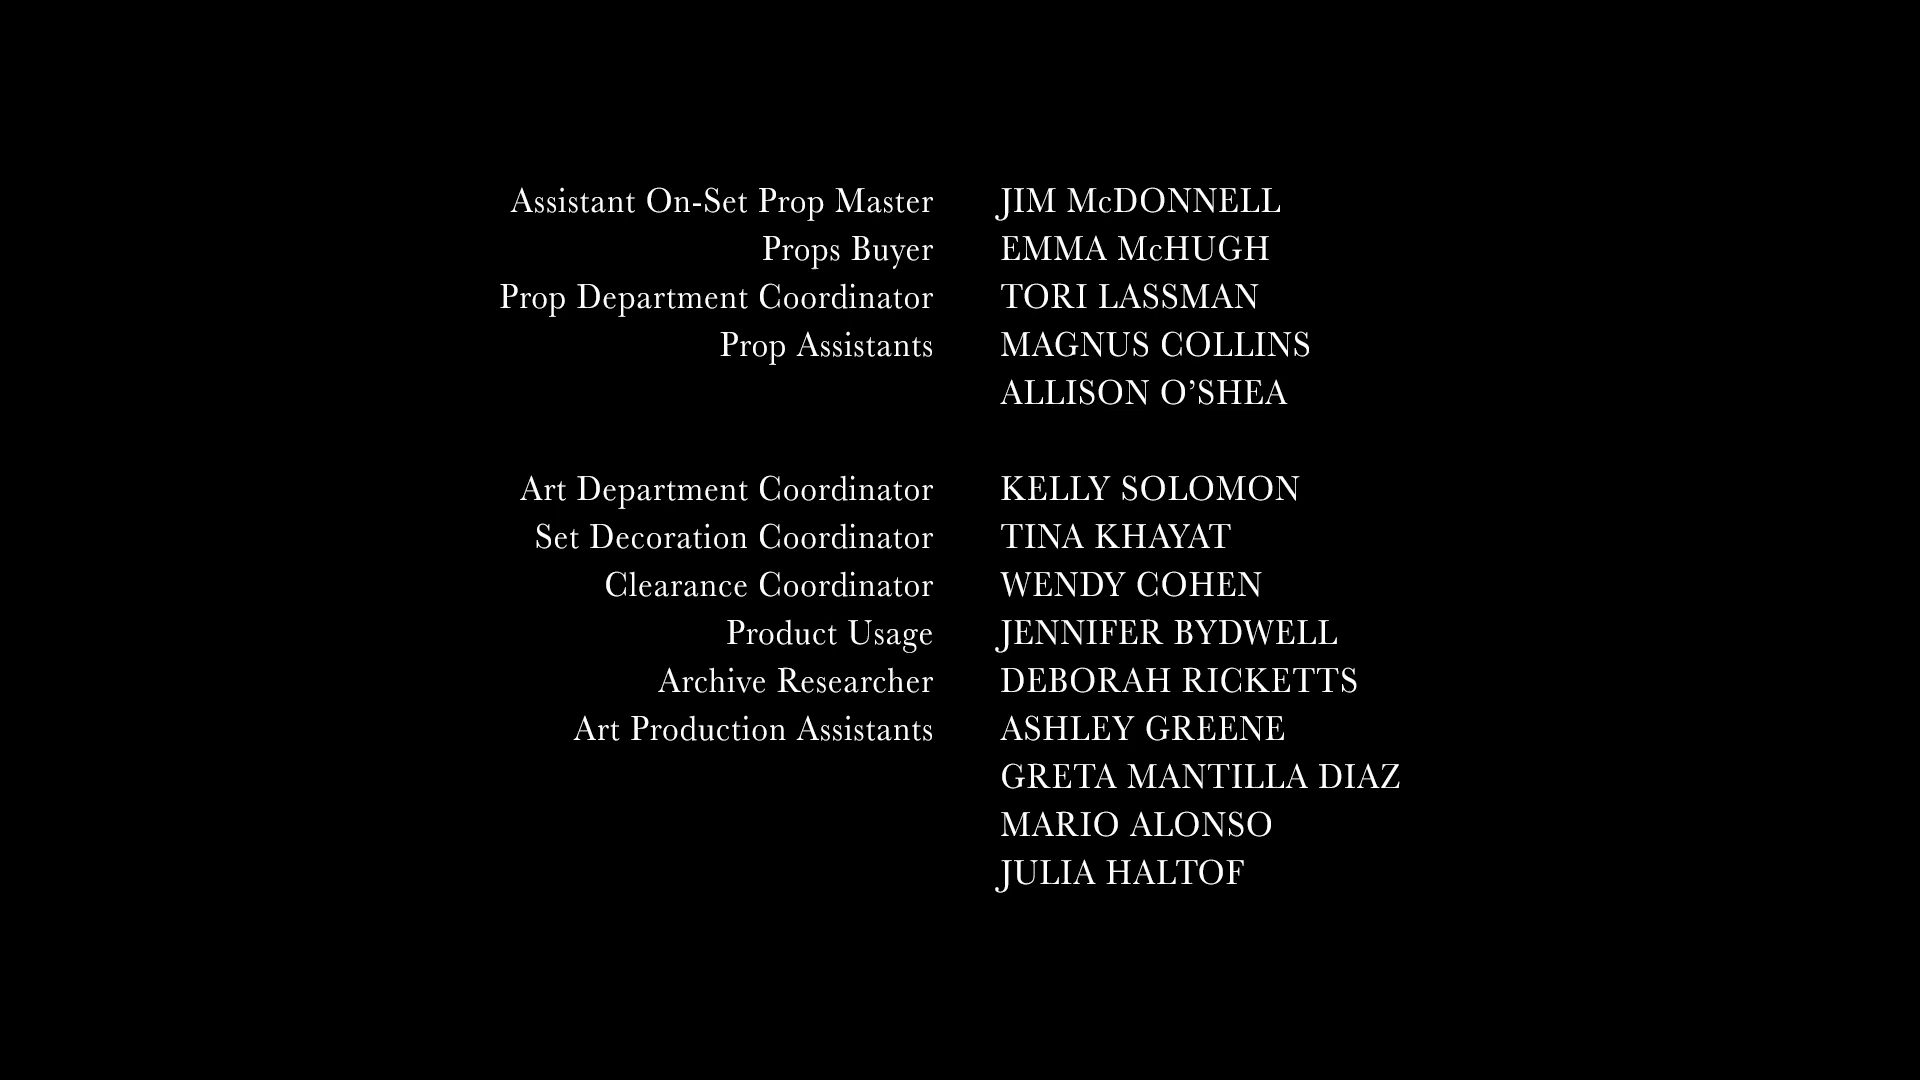 Assistant On-Set Prop Master JIM McDONNELL
Props Buyer EMMA McHUGH
Prop Department Coordinator TORI LASSMAN
Prop Assistants MAGNUS COLLINS
ALLISON O’SHEA
Art Department Coordinator KELLY SOLOMON
Set Decoration Coordinator TINA KHAYAT
Clearance Coordinator WENDY COHEN
Product Usage JENNIFER BYDWELL
Archive Researcher DEBORAH RICKETTS
Art Production Assistants ASHLEY GREENE
GRETA MANTILLA DIAZ
MARIO ALONSO
JULIA HALTOF